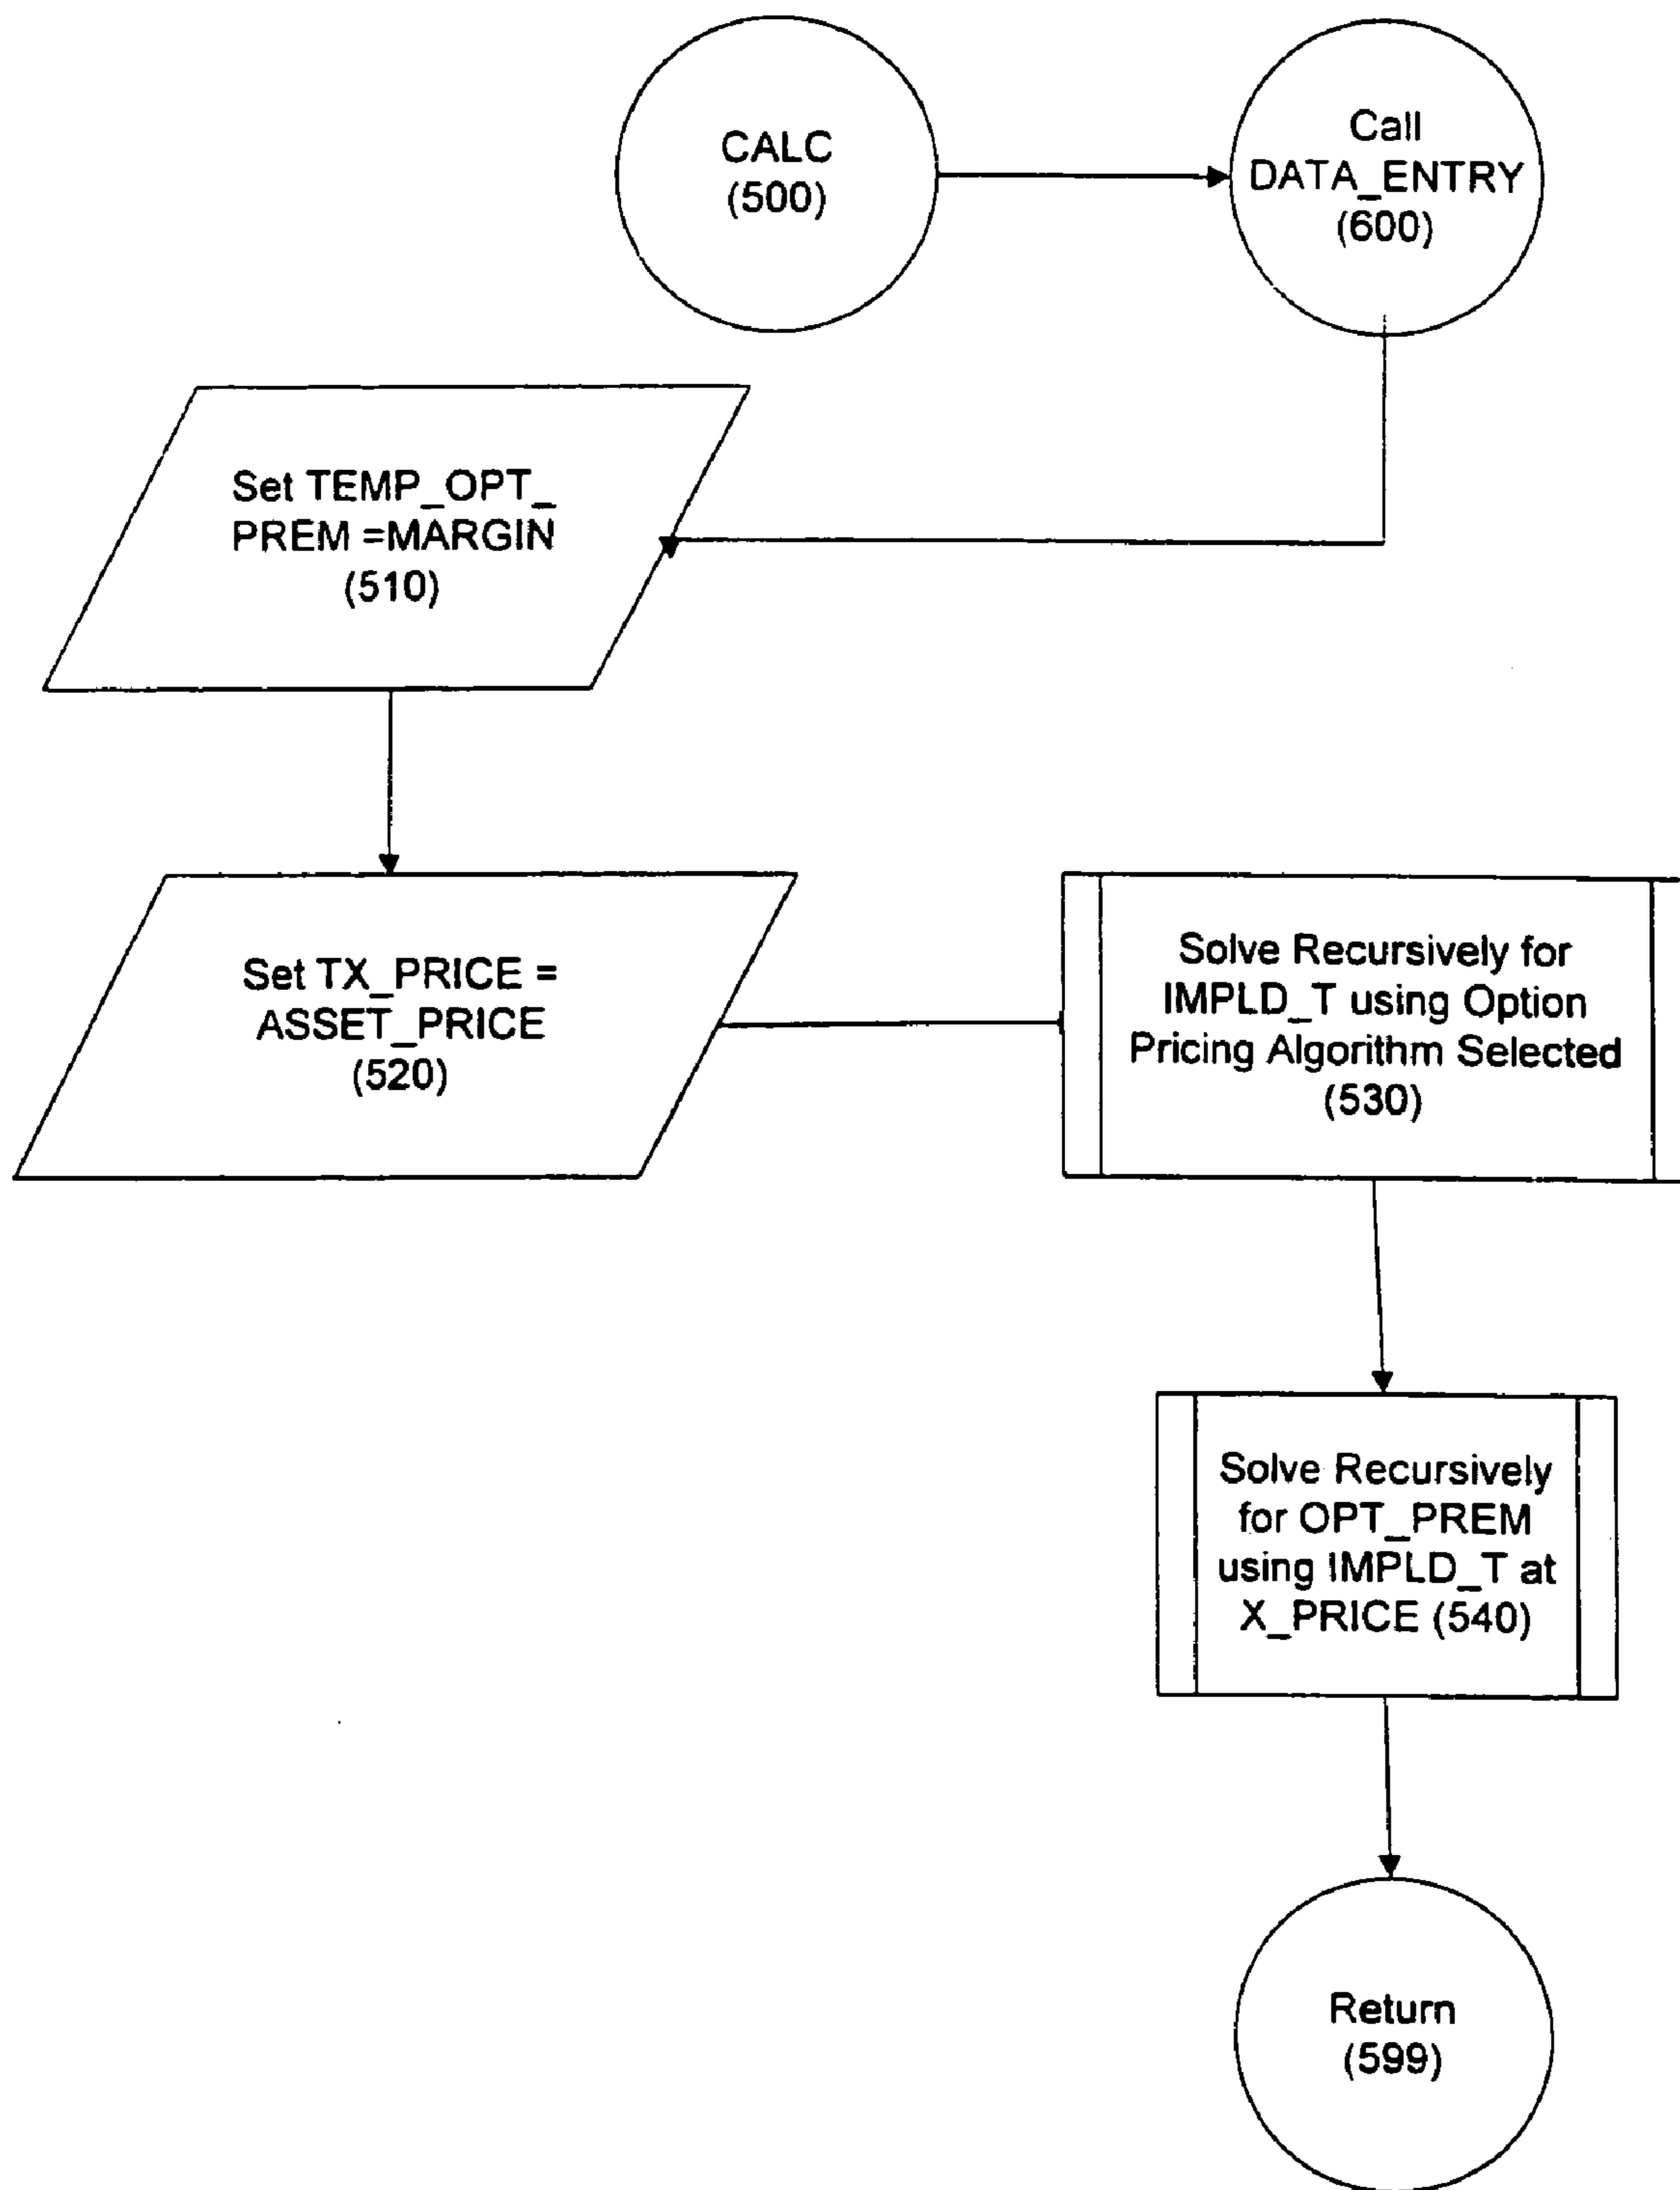 CALC
(500)
Call
DATA_ENTRY
(600)
Set TEMP_OPT_
PREM =MARGIN
(510)
Set TX_PRICE =
ASSET_PRICE
(520)
Solve Recursively for
IMPLD_T using Option
Pricing Algorithm Selected
(530)
Solve Recursively
for OPT_PREM
using IMPLD_T at
X_PRICE (540)
Return
(599)